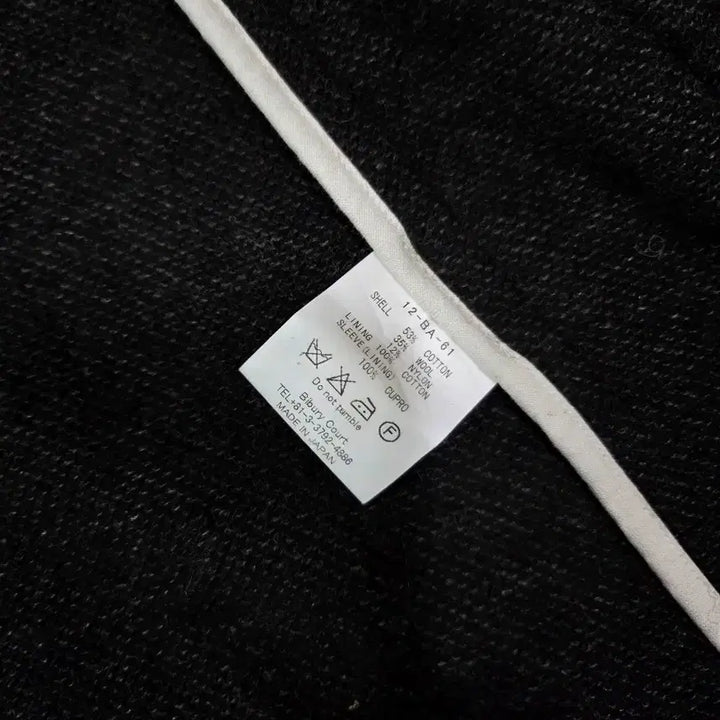 12-BA-61
SHELL
53% COTTON
35% WOOL
12% NYLON
LINING 100% COTTON
SLEEVE(LINING)
100% CUPRO
Do not tumble
F
Bibury Court
TEL+81-3-3792-4886
MADE IN JAPAN